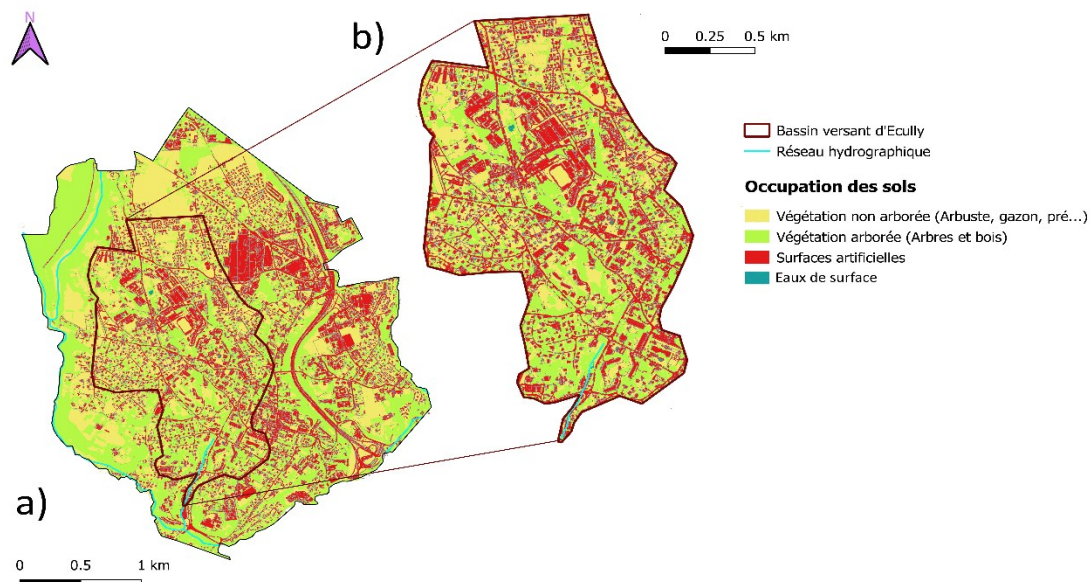 N
b)
0 0.25 0.5 km
Bassin versant d'Ecully
Réseau hydrographique
Occupation des sols
Végétation non arborée (Arbuste, gazon, pré...)
Végétation arborée (Arbres et bois)
Surfaces artificielles
Eaux de surface
a)
0 0.5 1 km